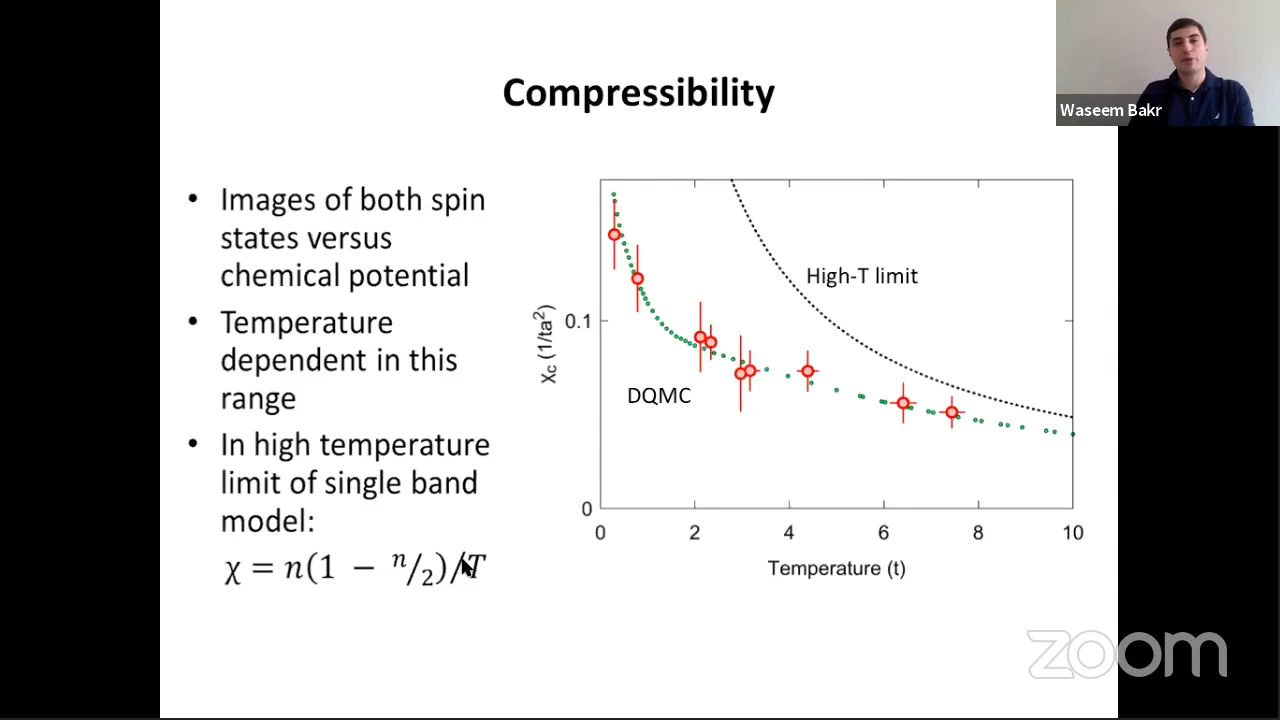 Compressibility
Waseem Bakr
• Images of both spin
states versus
chemical potential
• Temperature
dependent in this
range
• In high temperature
limit of single band
model:
χ = n(1 − n/2)/T
χc (1/ta²)
0.1
0
High-T limit
DQMC
0 2 4 6 8 10
Temperature (t)
zoom